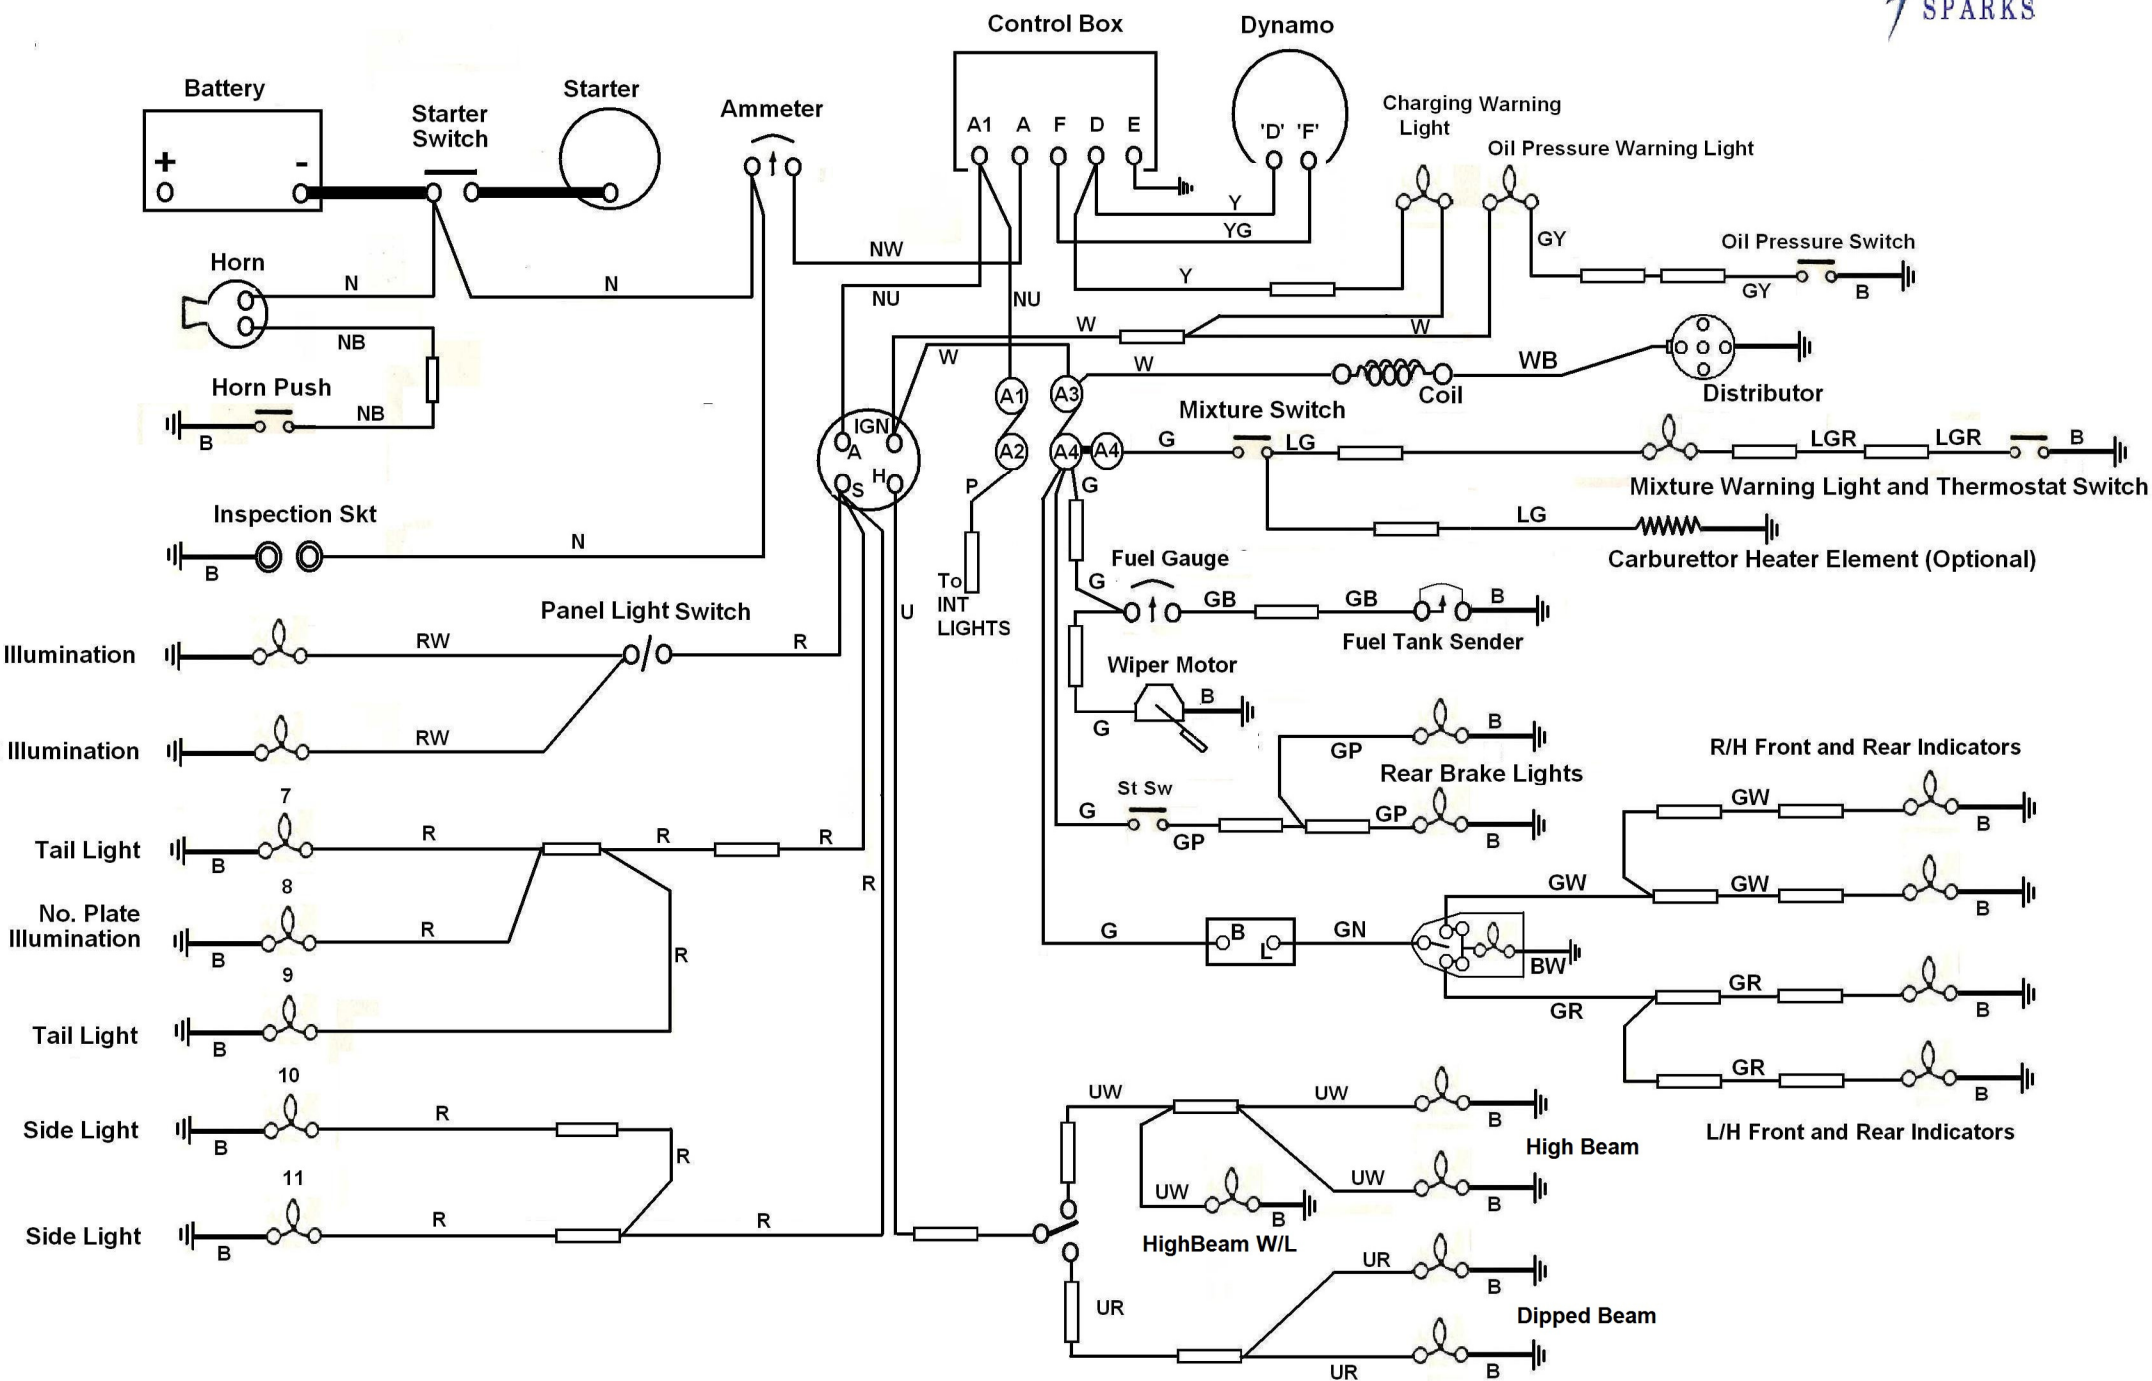 SPARKS
Control Box
Dynamo
Battery
Starter
Switch
Starter
Ammeter
Charging Warning
Light
Oil Pressure Warning Light
+
-
A1 A F D E
'D' 'F'
Y
YG
GY
Oil Pressure Switch
GY
B
Horn
N
N
NW
Y
NU
NU
NB
W
W
W
W
WB
Coil
Distributor
Horn Push
NB
B
A1
A3
IGN
A
S
H
A2
A4
A4
Mixture Switch
G
LG
LGR
LGR
B
Mixture Warning Light and Thermostat Switch
P
G
LG
Carburettor Heater Element (Optional)
Inspection Skt
N
B
To
INT
LIGHTS
U
Fuel Gauge
G
GB
GB
B
Fuel Tank Sender
Panel Light Switch
Illumination
RW
R
Wiper Motor
B
G
Illumination
RW
GP
B
Rear Brake Lights
R/H Front and Rear Indicators
St Sw
G
GP
GP
B
7
Tail Light
B
R
R
R
R
GW
B
8
No. Plate
Illumination
B
R
R
GW
GW
B
G
B
L
GN
BW
9
Tail Light
B
GR
GR
B
GR
B
L/H Front and Rear Indicators
10
Side Light
B
R
R
UW
UW
B
High Beam
UW
B
UW
B
HighBeam W/L
11
Side Light
B
R
R
UR
B
UR
Dipped Beam
UR
B